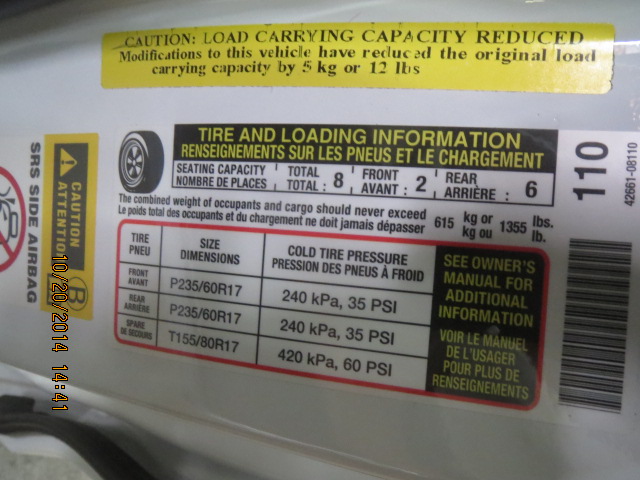 CAUTION: LOAD CARRYING CAPACITY REDUCED
Modifications to this vehicle have reduced the original load
carrying capacity by 5 kg or 12 lbs
TIRE AND LOADING INFORMATION
RENSEIGNEMENTS SUR LES PNEUS ET LE CHARGEMENT
SEATING CAPACITY
NOMBRE DE PLACES
TOTAL
TOTAL : 8
FRONT
AVANT : 2
REAR
ARRIÈRE : 6
The combined weight of occupants and cargo should never exceed
Le poids total des occupants et du chargement ne doit jamais dépasser
615 kg or 1355 lbs.
kg ou lb.
TIRE
PNEU
SIZE
DIMENSIONS
COLD TIRE PRESSURE
PRESSION DES PNEUS À FROID
FRONT
AVANT
P235/60R17
240 kPa, 35 PSI
REAR
ARRIÈRE
P235/60R17
240 kPa, 35 PSI
SPARE
DE SECOURS
T155/80R17
420 kPa, 60 PSI
SEE OWNER'S
MANUAL FOR
ADDITIONAL
INFORMATION
VOIR LE MANUEL
DE L'USAGER
POUR PLUS DE
RENSEIGNEMENTS
110
42661-08110
CAUTION
ATTENTION
SRS SIDE AIRBAG
10/20/2014 14:41